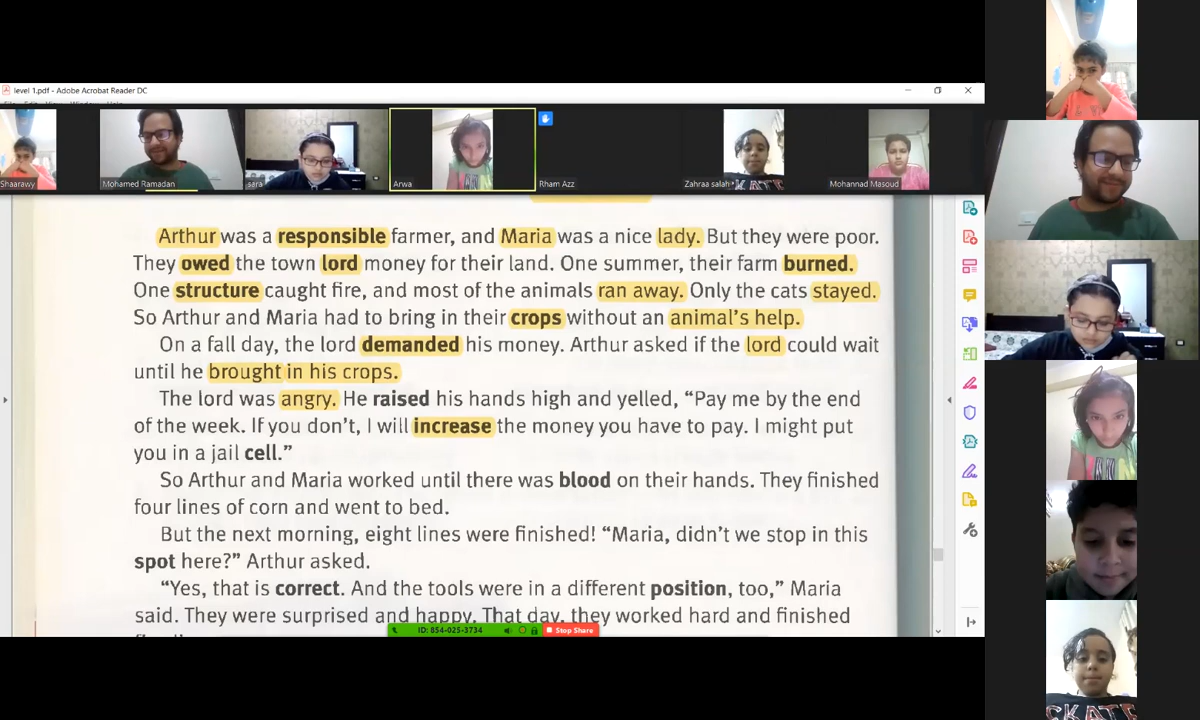 level 1.pdf - Adobe Acrobat Reader DC
Shaarawy
Mohamed Ramadan
sara
Arwa
Rham Azz
Zahraa salah
Mohannad Masoud
Arthur was a responsible farmer, and Maria was a nice lady. But they were poor.
They owed the town lord money for their land. One summer, their farm burned.
One structure caught fire, and most of the animals ran away. Only the cats stayed.
So Arthur and Maria had to bring in their crops without an animal's help.
On a fall day, the lord demanded his money. Arthur asked if the lord could wait
until he brought in his crops.
The lord was angry. He raised his hands high and yelled, “Pay me by the end
of the week. If you don't, I will increase the money you have to pay. I might put
you in a jail cell.”
So Arthur and Maria worked until there was blood on their hands. They finished
four lines of corn and went to bed.
But the next morning, eight lines were finished! “Maria, didn't we stop in this
spot here?” Arthur asked.
“Yes, that is correct. And the tools were in a different position, too,” Maria
said. They were surprised and happy. That day, they worked hard and finished
ID: 854-025-3734
Stop Share
CKATE